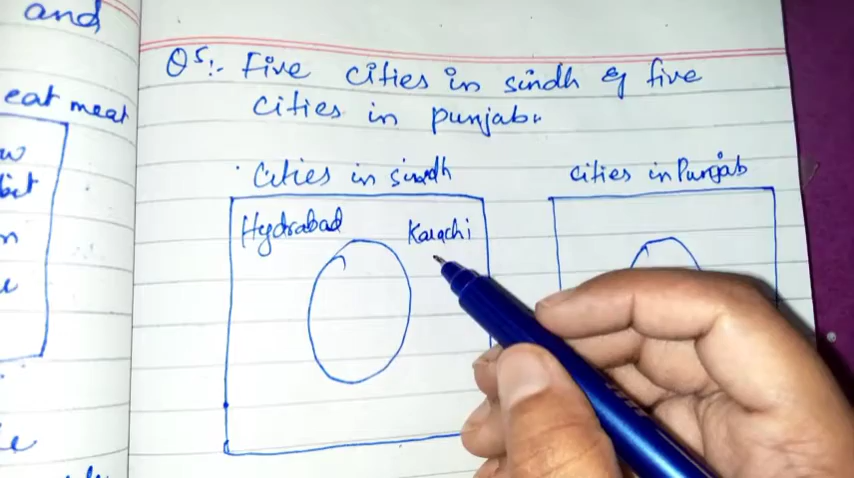 and
eat meat
Q5:- Five cities in sindh & five
cities in punjab.
Cities in sindh
cities in Punjab
Hydrabad
Karachi